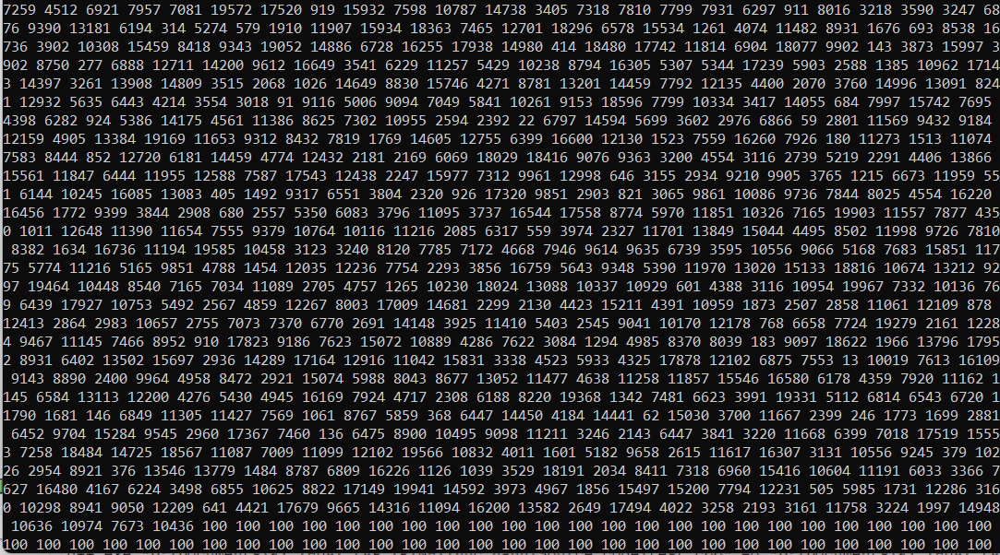 7259 4512 6921 7957 7081 19572 17520 919 15932 7598 10787 14738 3405 7318 7810 7799 7931 6297 911 8016 3218 3590 3247 68
76 9390 13181 6194 314 5274 579 1910 11907 15934 18363 7465 12701 18296 6578 15534 1261 4074 11482 8931 1676 693 8538 16
736 3902 10308 15459 8418 9343 19052 14886 6728 16255 17938 14980 414 18480 17742 11814 6904 18077 9902 143 3873 15997 3
902 8750 277 6888 12711 14200 9612 16649 3541 6229 11257 5429 10238 8794 16305 5307 5344 17239 5903 2588 1385 10962 1714
3 14397 3261 13908 14809 3515 2068 1026 14649 8830 15746 4271 8781 13201 14459 7792 12135 4400 2070 3760 14996 13091 824
1 12932 5635 6443 4214 3554 3018 91 9116 5006 9094 7049 5841 10261 9153 18596 7799 10334 3417 14055 684 7997 15742 7695
4398 6282 924 5386 14175 4561 11386 8625 7302 10955 2594 2392 22 6797 14594 5699 3602 2976 6866 59 2801 11569 9432 9184
12159 4905 13384 19169 11653 9312 8432 7819 1769 14605 12755 6399 16600 12130 1523 7559 16260 7926 180 11273 1513 11074
7583 8444 852 12720 6181 14459 4774 12432 2181 2169 6069 18029 18416 9076 9363 3200 4554 3116 2739 5219 2291 4406 13866
15561 11847 6444 11955 12588 7587 17543 12438 2247 15977 7312 9961 12998 646 3155 2934 9210 9905 3765 1215 6673 11959 55
1 6144 10245 16085 13083 405 1492 9317 6551 3804 2320 926 17320 9851 2903 821 3065 9861 10086 9736 7844 8025 4554 16220
16456 1772 9399 3844 2908 680 2557 5350 6083 3796 11095 3737 16544 17558 8774 5970 11851 10326 7165 19903 11557 7877 435
0 1011 12648 11390 11654 7555 9379 10764 10116 11216 2085 6317 559 3974 2327 11701 13849 15044 4495 8502 11998 9726 7810
8382 1634 16736 11194 19585 10458 3123 3240 8120 7785 7172 4668 7946 9614 9635 6739 3595 10556 9066 5168 7683 15851 117
75 5774 11216 5165 9851 4788 1454 12035 12236 7754 2293 3856 16759 5643 9348 5390 11970 13020 15133 18816 10674 13212 92
97 19464 10448 8540 7165 7034 11089 2705 4757 1265 10230 18024 13088 10337 10929 601 4388 3116 10954 19967 7332 10136 76
9 6439 17927 10753 5492 2567 4859 12267 8003 17009 14681 2299 2130 4423 15211 4391 10959 1873 2507 2858 11061 12109 878
12413 2864 2983 10657 2755 7073 7370 6770 2691 14148 3925 11410 5403 2545 9041 10170 12178 768 6658 7724 19279 2161 1228
4 9467 11145 7466 8952 910 17823 9186 7623 15072 10889 4286 7622 3084 1294 4985 8370 8039 183 9097 18622 1966 13796 1795
2 8931 6402 13502 15697 2936 14289 17164 12916 11042 15831 3338 4523 5933 4325 17878 12102 6875 7553 13 10019 7613 16109
9143 8890 2400 9964 4958 8472 2921 15074 5988 8043 8677 13052 11477 4638 11258 11857 15546 16580 6178 4359 7920 11162 1
145 6584 13113 12200 4276 5430 4945 16169 7924 4717 2308 6188 8220 19368 1342 7481 6623 3991 19331 5112 6814 6543 6720 1
1790 1681 146 6849 11305 11427 7569 1061 8767 5859 368 6447 14450 4184 14441 62 15030 3700 11667 2399 246 1773 1699 2881
6452 9704 15284 9545 2960 17367 7460 136 6475 8900 10495 9098 11211 3246 2143 6447 3841 3220 11668 6399 7018 17519 1555
3 7258 18484 14725 18567 11087 7009 11099 12102 19566 10832 4011 1601 5182 9658 2615 11617 16307 3131 10556 9245 379 102
26 2954 8921 376 13546 13779 1484 8787 6809 16226 1126 1039 3529 18191 2034 8411 7318 6960 15416 10604 11191 6033 3366 7
627 16480 4167 6224 3498 6855 10625 8822 17149 19941 14592 3973 4967 1856 15497 15200 7794 12231 505 5985 1731 12286 316
0 10298 8941 9050 12209 641 4421 17679 9665 14316 11094 16200 13582 2649 17494 4022 3258 2193 3161 11758 3224 1997 14948
10636 10974 7673 10436 100 100 100 100 100 100 100 100 100 100 100 100 100 100 100 100 100 100 100 100 100 100 100 100
100 100 100 100 100 100 100 100 100 100 100 100 100 100 100 100 100 100 100 100 100 100 100 100 100 100 100 100 100 100